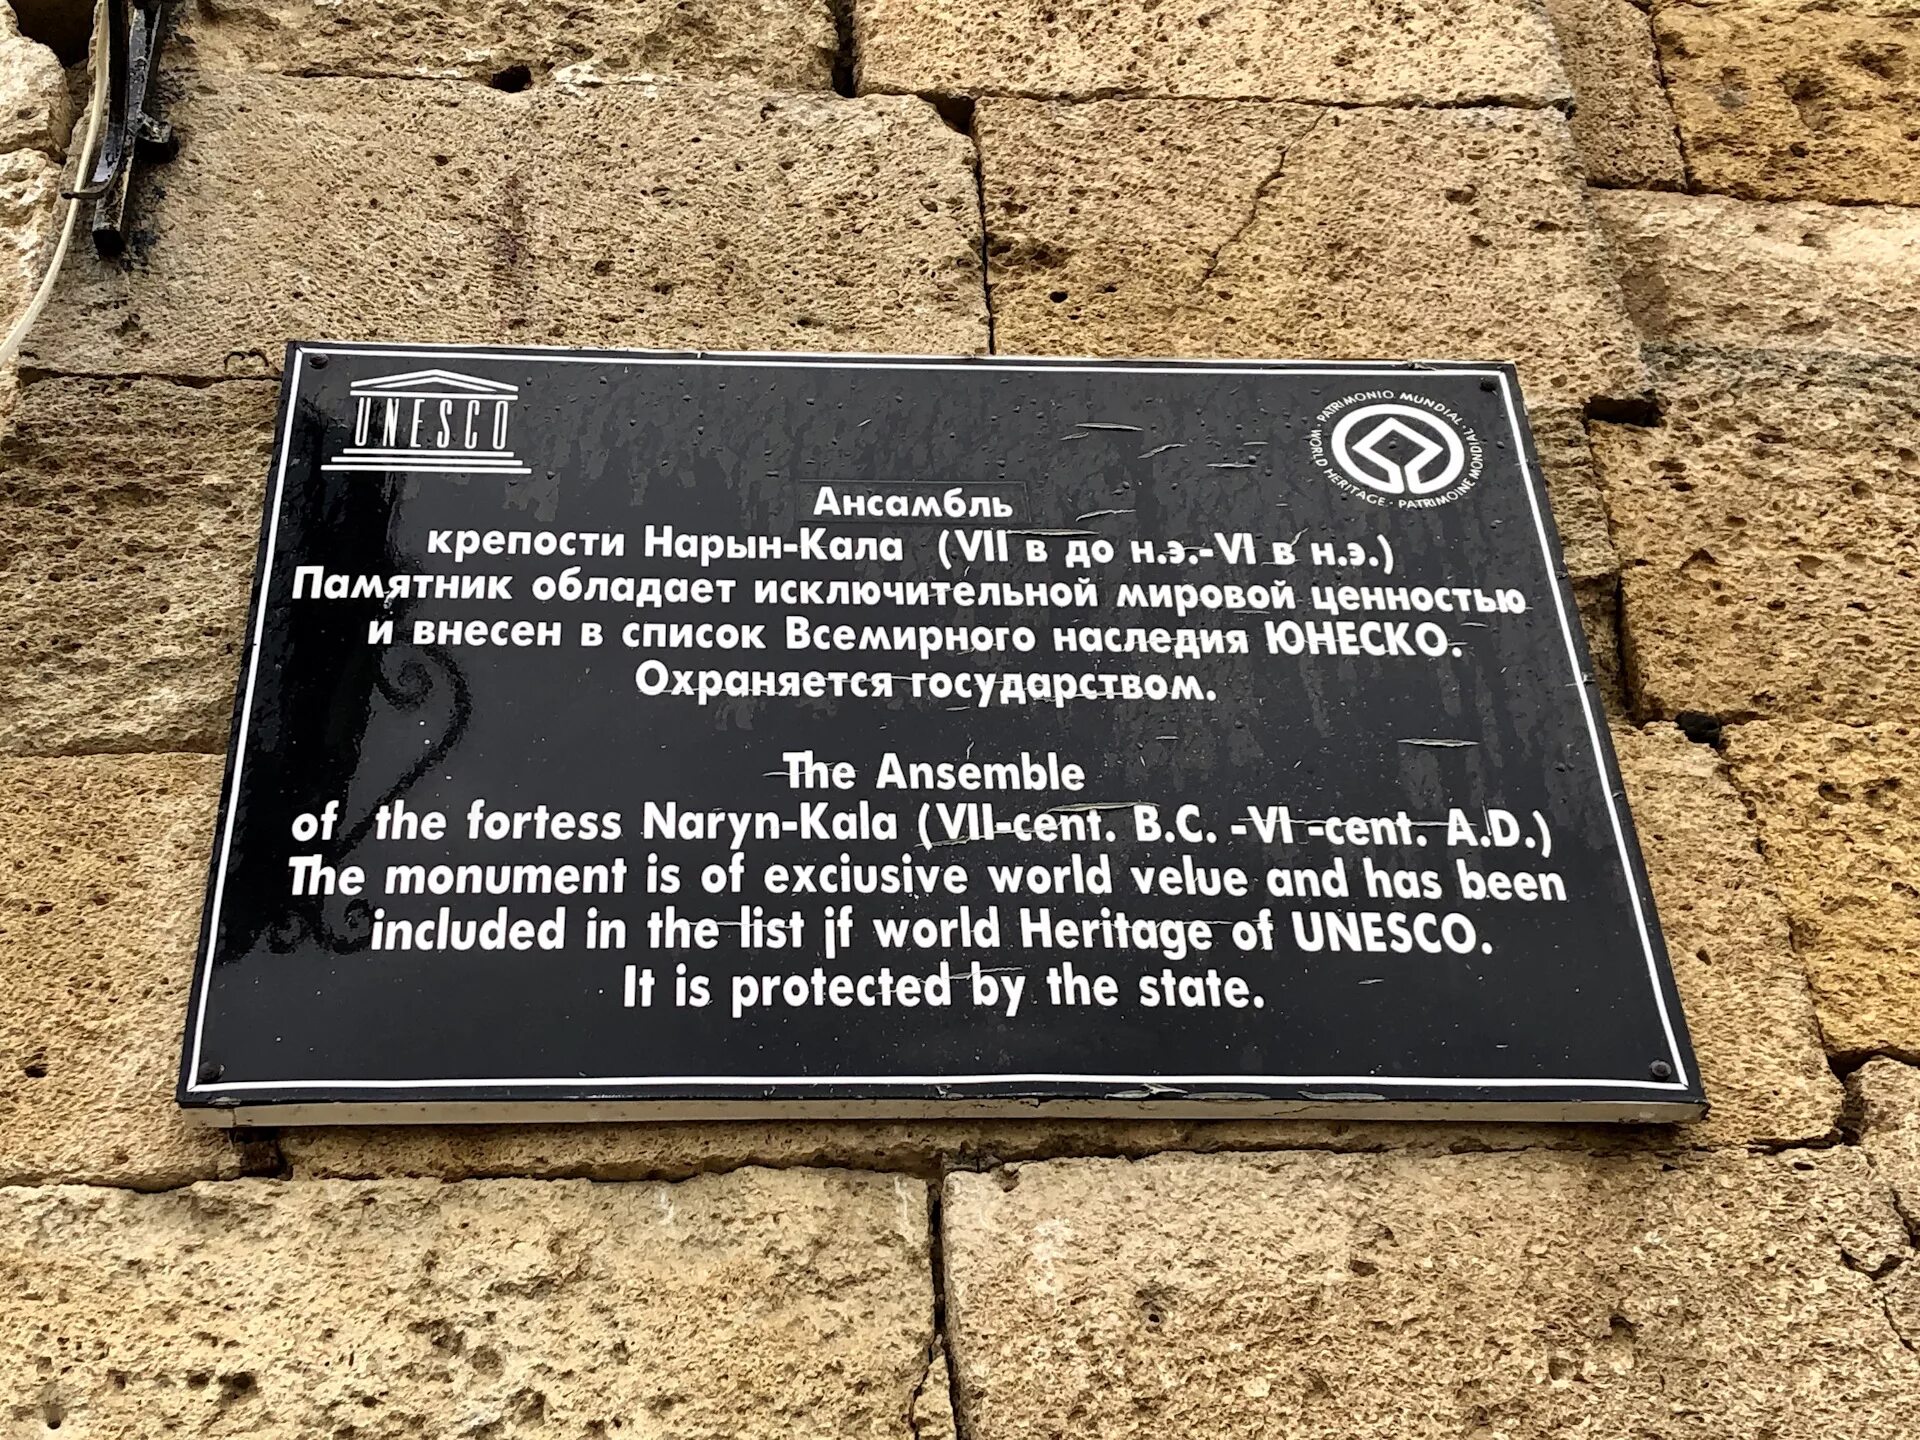 UNESCO
PATRIMONIO MUNDIAL · WORLD HERITAGE · PATRIMOINE MONDIAL ·
Ансамбль
крепости Нарын-Кала (VII в до н.э.-VI в н.э.)
Памятник обладает исключительной мировой ценностью
и внесен в список Всемирного наследия ЮНЕСКО.
Охраняется государством.
The Ansemble
of the fortess Naryn-Kala (VII-cent. B.C. -VI -cent. A.D.)
The monument is of exciusive world velue and has been
included in the list jf world Heritage of UNESCO.
It is protected by the state.